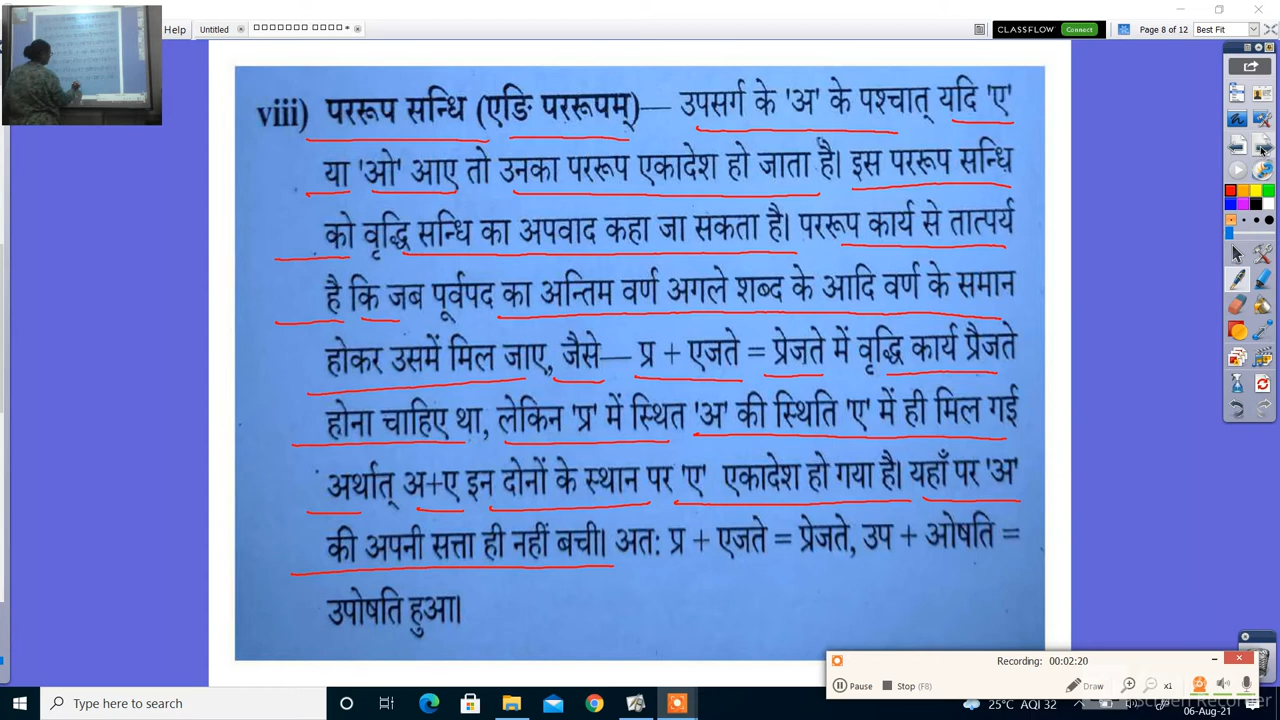 Help
Untitled
CLASSFLOW Connect
Page 8 of 12
Best Fit
viii) पररूप सन्धि (एङि पररूपम्)— उपसर्ग के 'अ' के पश्चात् यदि 'ए'
या 'ओ' आए तो उनका पररूप एकादेश हो जाता है। इस पररूप सन्धि
को वृद्धि सन्धि का अपवाद कहा जा सकता है। पररूप कार्य से तात्पर्य
है कि जब पूर्वपद का अन्तिम वर्ण अगले शब्द के आदि वर्ण के समान
होकर उसमें मिल जाए, जैसे— प्र + एजते = प्रेजते में वृद्धि कार्य प्रैजते
होना चाहिए था, लेकिन 'प्र' में स्थित 'अ' की स्थिति 'ए' में ही मिल गई
अर्थात् अ+ए इन दोनों के स्थान पर 'ए' एकादेश हो गया है। यहाँ पर 'अ'
की अपनी सत्ता ही नहीं बची। अतः प्र + एजते = प्रेजते, उप + ओषति =
उपोषति हुआ।
Recording: 00:02:20
Pause
Stop (F8)
Draw
x1
Type here to search
25°C AQI 32
06-Aug-21